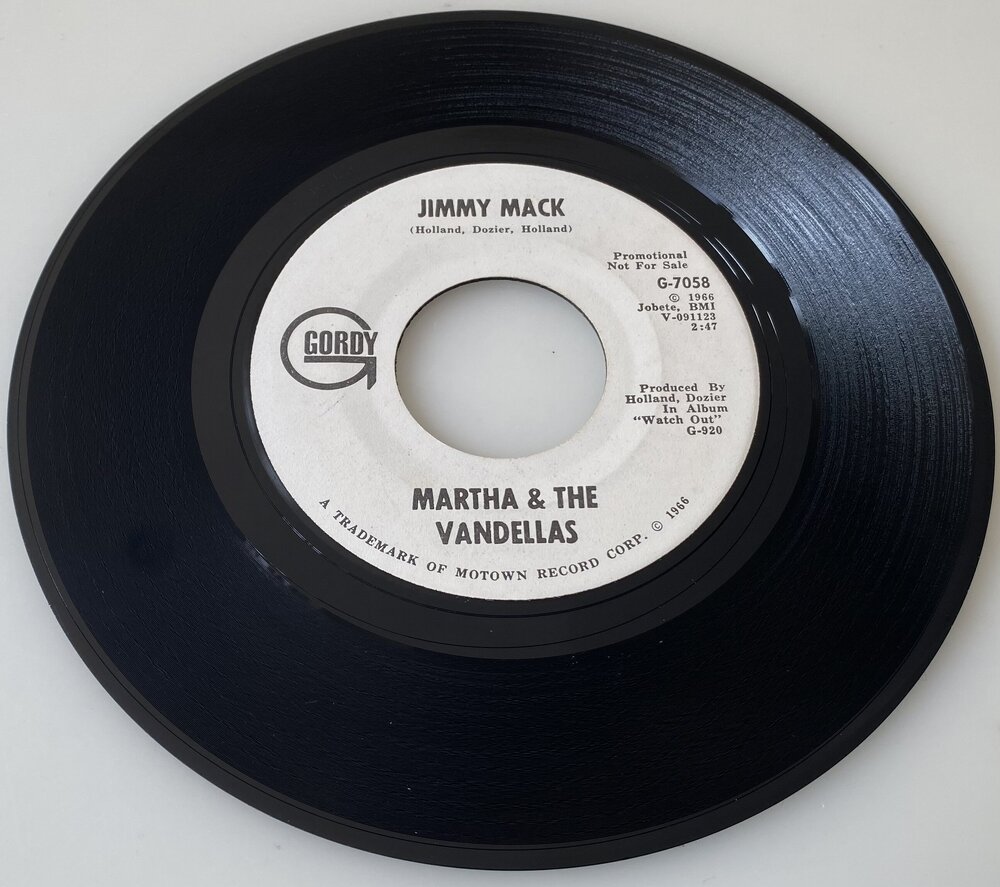 JIMMY MACK
(Holland, Dozier, Holland)
Promotional
Not For Sale
G-7058
© 1966
Jobete, BMI
V-091123
2:47
GORDY
Produced By
Holland, Dozier
In Album
“Watch Out”
G-920
MARTHA & THE
VANDELLAS
A TRADEMARK OF MOTOWN RECORD CORP. © 1966